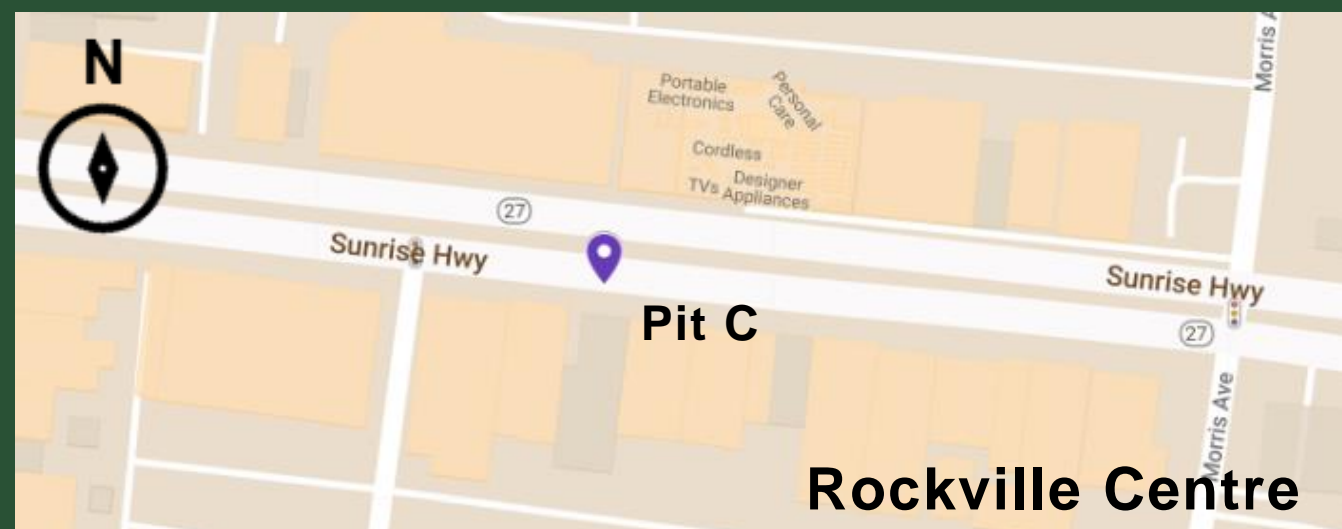 N
Morris A
Portable
Electronics
Personal
Care
Cordless
Designer
TVs Appliances
27
Sunrise Hwy
Sunrise Hwy
Pit C
27
Morris Ave
Rockville Centre